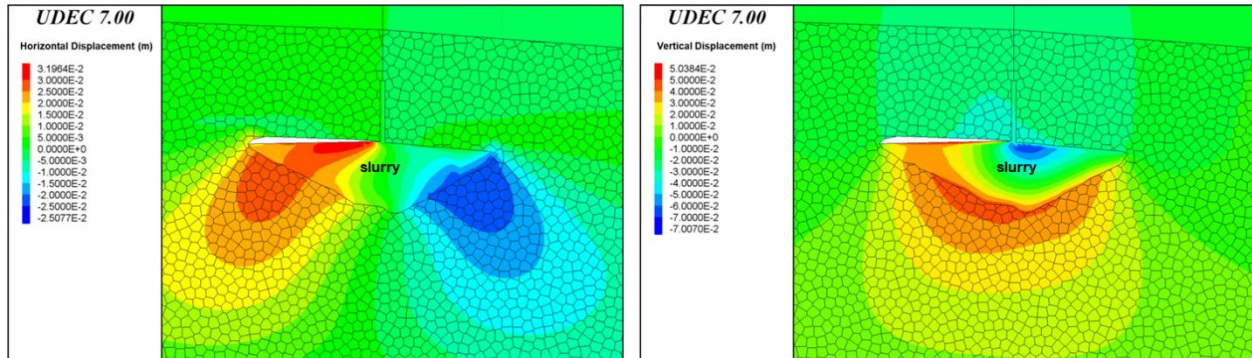 UDEC 7.00
Horizontal Displacement (m)
3.1964E-2
3.0000E-2
2.5000E-2
2.0000E-2
1.5000E-2
1.0000E-2
5.0000E-3
0.0000E+0
-5.0000E-3
-1.0000E-2
-1.5000E-2
-2.0000E-2
-2.5000E-2
-2.5077E-2
slurry
UDEC 7.00
Vertical Displacement (m)
5.0384E-2
5.0000E-2
4.0000E-2
3.0000E-2
2.0000E-2
1.0000E-2
0.0000E+0
-1.0000E-2
-2.0000E-2
-3.0000E-2
-4.0000E-2
-5.0000E-2
-6.0000E-2
-7.0000E-2
-7.0070E-2
slurry